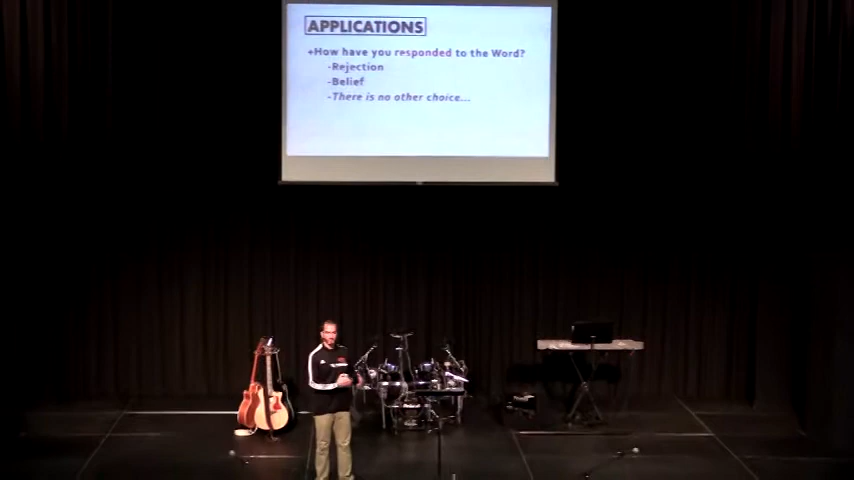 APPLICATIONS
+How have you responded to the Word?
-Rejection
-Belief
-There is no other choice...